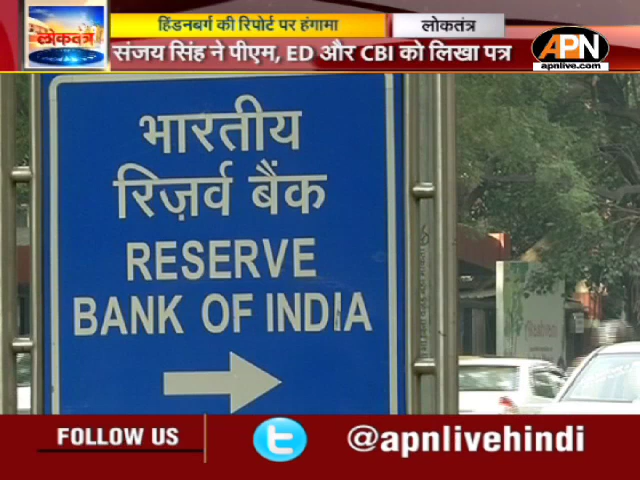 हिंडनबर्ग की रिपोर्ट पर हंगामा
लोकतंत्र
लोकतंत्र
संजय सिंह ने पीएम, ED और CBI को लिखा पत्र
APN
apnlive.com
भारतीय
रिज़र्व बैंक
RESERVE
BANK OF INDIA
FOLLOW US
@apnlivehindi